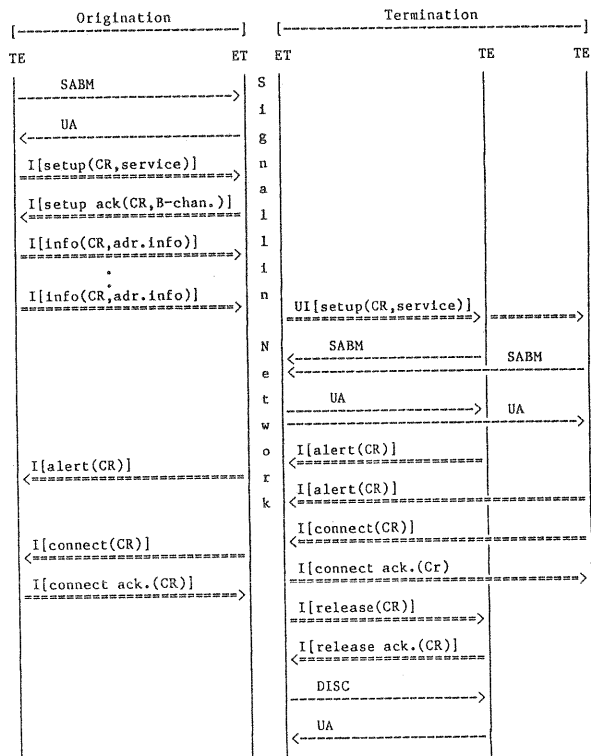 Origination
Termination
TE ET ET TE TE
SABM
UA
I[setup(CR,service)]
I[setup ack(CR,B-chan.)]
I[info(CR,adr.info)]
I[info(CR,adr.info)]
I[alert(CR)]
I[connect(CR)]
I[connect ack.(CR)]
S
i
g
n
a
l
l
i
n
N
e
t
w
o
r
k
UI[setup(CR,service)]
SABM
SABM
UA
UA
I[alert(CR)]
I[alert(CR)]
I[connect(CR)]
I[connect ack.(Cr)
I[release(CR)]
I[release ack.(CR)]
DISC
UA